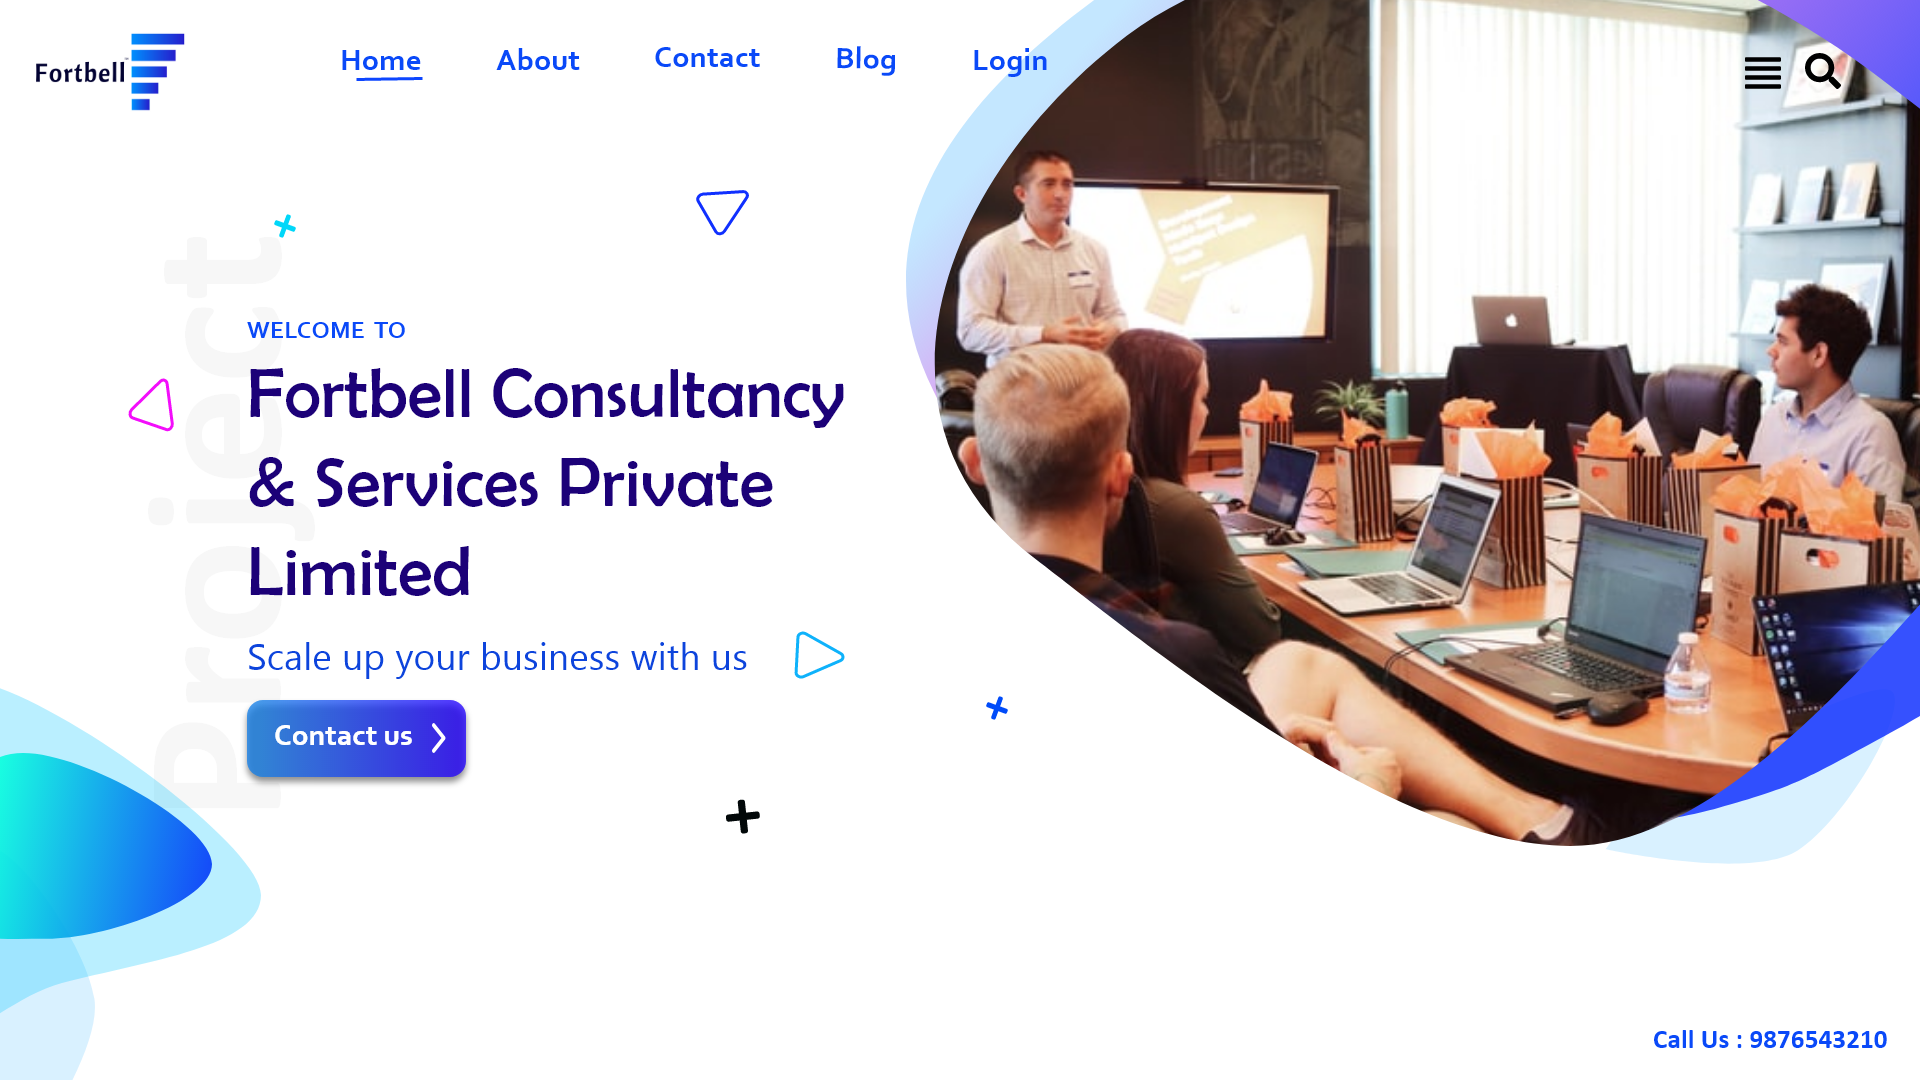 Fortbell
Home
About
Contact
Blog
Login
Project
WELCOME TO
Fortbell Consultancy
& Services Private
Limited
Scale up your business with us
Contact us
Call Us : 9876543210